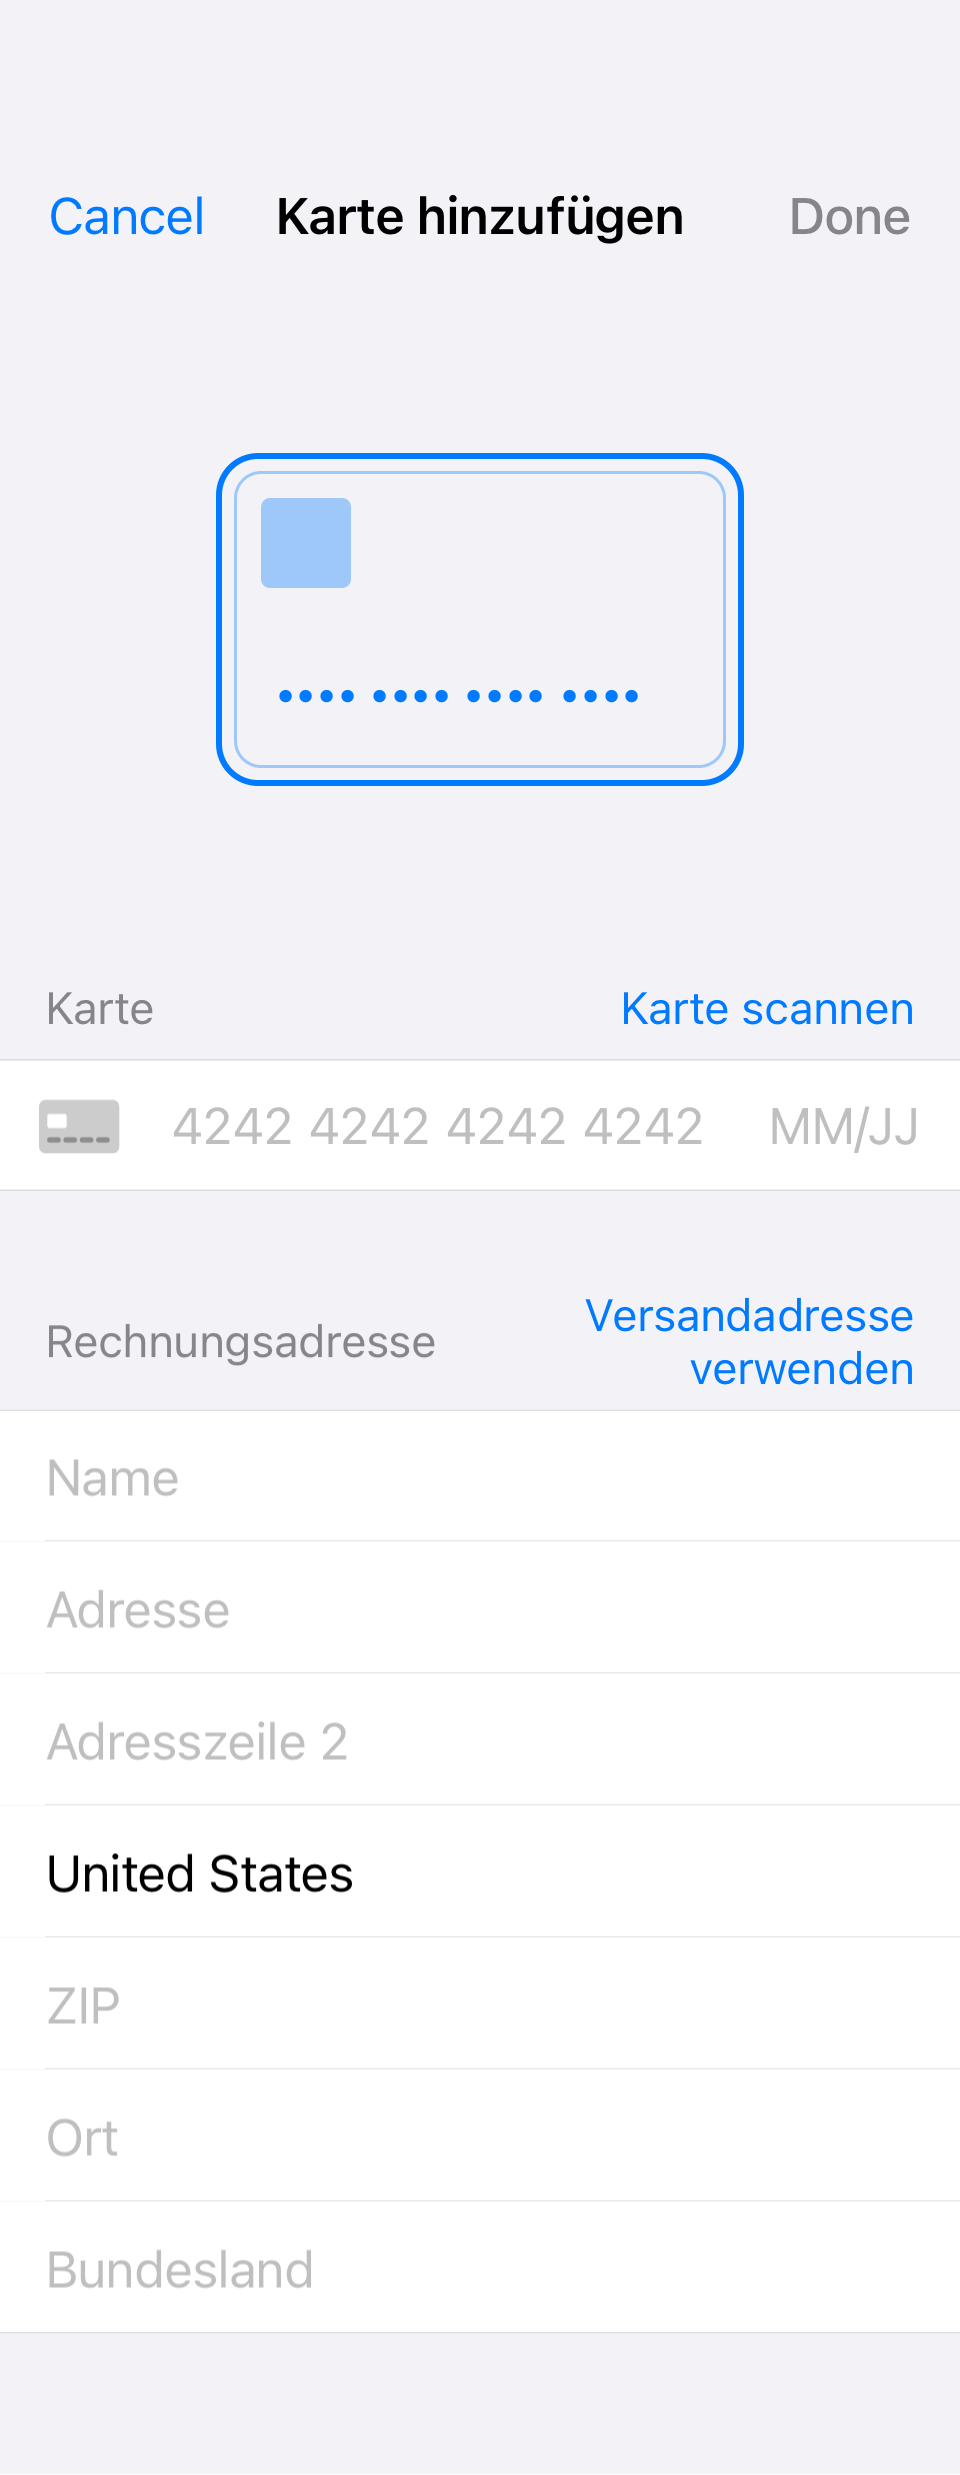 Cancel Karte hinzufügen Done
Karte Karte scannen
4242 4242 4242 4242 MM/JJ
Rechnungsadresse Versandadresse
verwenden
Name
Adresse
Adresszeile 2
United States
ZIP
Ort
Bundesland